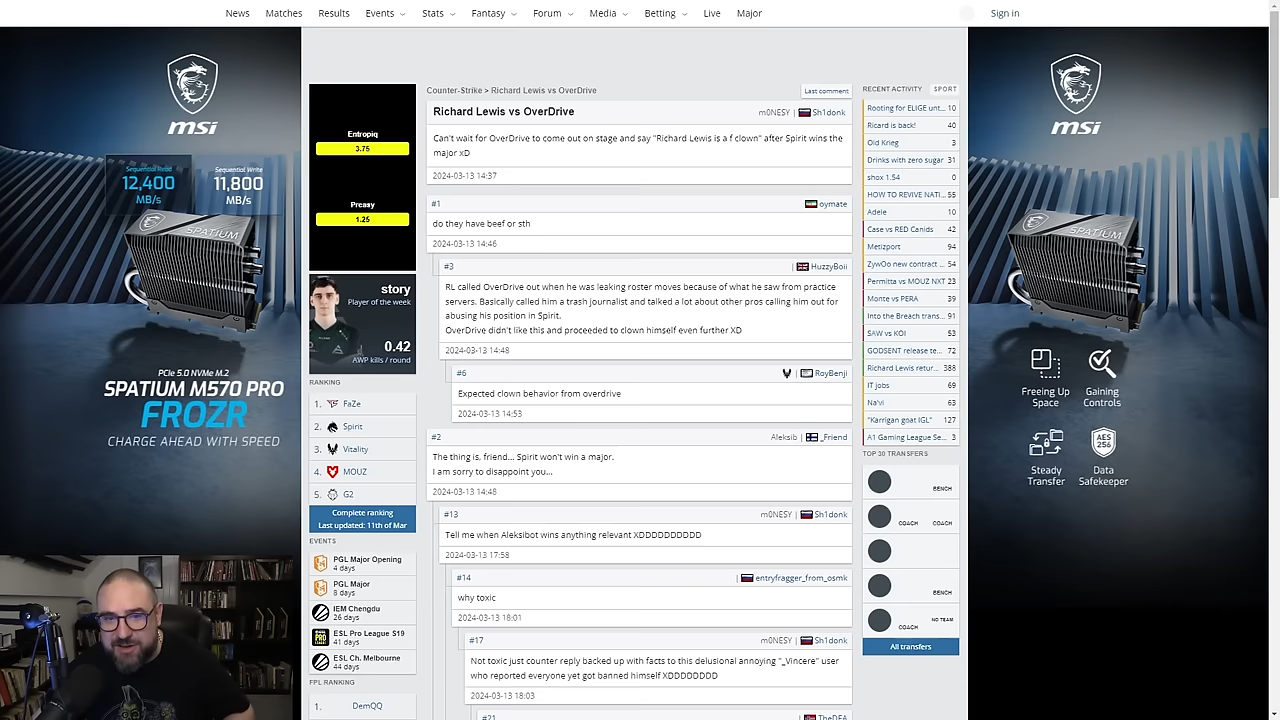 News Matches Results Events Stats Fantasy Forum Media Betting Live Major Sign in
msi
Sequential Read
12,400
MB/s
Sequential Write
11,800
MB/s
SPATIUM
PCIe 5.0 NVMe M.2
SPATIUM M570 PRO
FROZR
CHARGE AHEAD WITH SPEED
Entropiq
3.75
Preasy
1.25
story
Player of the week
0.42
AWP kills / round
RANKING
1. FaZe
2. Spirit
3. Vitality
4. MOUZ
5. G2
Complete ranking
Last updated: 11th of Mar
EVENTS
PGL Major Opening
4 days
PGL Major
8 days
IEM Chengdu
26 days
ESL Pro League S19
41 days
ESL Ch. Melbourne
44 days
FPL RANKING
1. DemQQ
Counter-Strike > Richard Lewis vs OverDrive
Last comment
Richard Lewis vs OverDrive
m0NESY | Sh1donk
Can't wait for OverDrive to come out on stage and say "Richard Lewis is a f clown" after Spirit wins the
major xD
2024-03-13 14:37
#1 oymate
do they have beef or sth
2024-03-13 14:46
#3 | HuzzyBoii
RL called OverDrive out when he was leaking roster moves because of what he saw from practice
servers. Basically called him a trash journalist and talked a lot about other pros calling him out for
abusing his position in Spirit.
OverDrive didn't like this and proceeded to clown himself even further XD
2024-03-13 14:48
#6 | RoyBenji
Expected clown behavior from overdrive
2024-03-13 14:53
#2 Aleksib | _Friend
The thing is, friend... Spirit won't win a major.
I am sorry to disappoint you...
2024-03-13 14:48
#13 m0NESY | Sh1donk
Tell me when Aleksibot wins anything relevant XDDDDDDDDDD
2024-03-13 17:58
#14 | entryfragger_from_osmk
why toxic
2024-03-13 18:01
#17 m0NESY | Sh1donk
Not toxic just counter reply backed up with facts to this delusional annoying "_Vincere" user
who reported everyone yet got banned himself XDDDDDDDD
2024-03-13 18:03
#21 TheDEA
RECENT ACTIVITY SPORT
Rooting for ELIGE unt... 10
Ricard is back! 40
Old Krieg 3
Drinks with zero sugar 31
shox 1.54 0
HOW TO REVIVE NATI... 55
Adele 10
Case vs RED Canids 42
Metizport 94
ZywOo new contract ... 54
Permitta vs MOUZ NXT 23
Monte vs PERA 39
Into the Breach trans... 91
SAW vs KOI 53
GODSENT release te... 72
Richard Lewis retur... 388
IT jobs 69
Na'vi 63
"Karrigan goat IGL" 127
A1 Gaming League Se... 3
TOP 30 TRANSFERS
BENCH
COACH COACH
BENCH
COACH NO TEAM
All transfers
msi
SPATIUM
Freeing Up
Space
Gaining
Controls
Steady
Transfer
AES
256
Data
Safekeeper